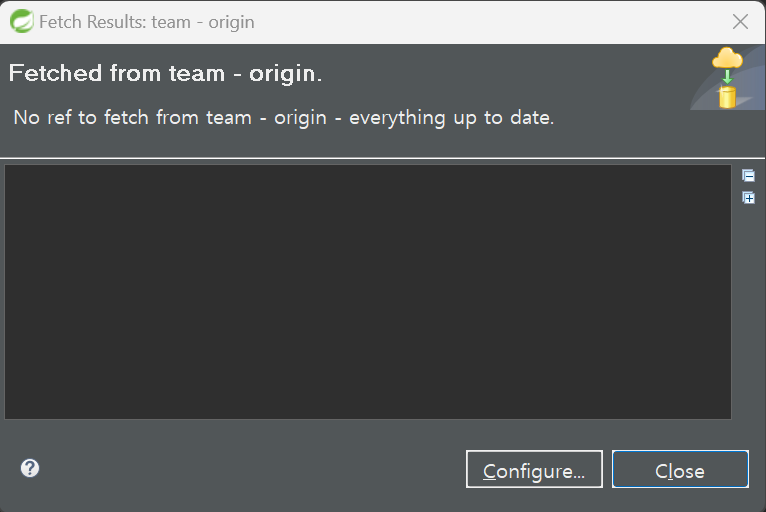 Fetch Results: team - origin
Fetched from team - origin.
No ref to fetch from team - origin - everything up to date.
Configure...
Close